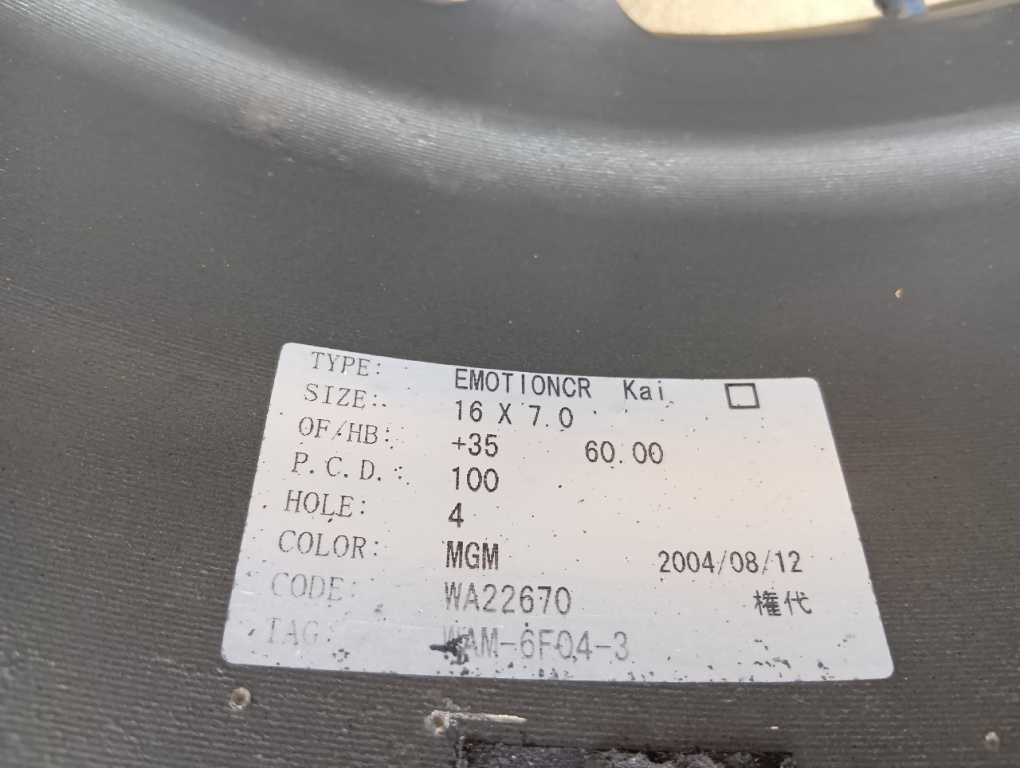 TYPE: EMOTIONCR Kai □
SIZE: 16 X 7.0
OF/HB: +35 60.00
P.C.D.: 100
HOLE: 4
COLOR: MGM 2004/08/12
CODE: WA22670 権代
TAG: WAM-6F04-3